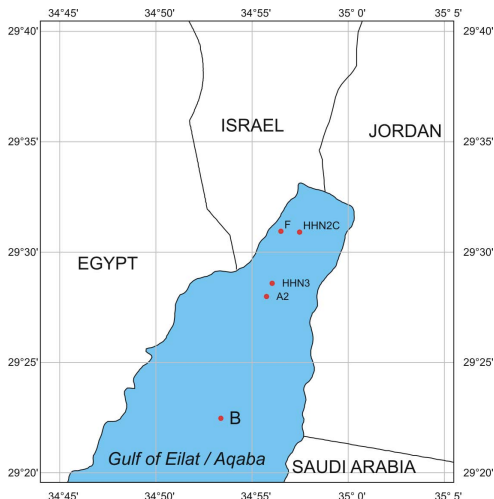 34°45' 34°50' 34°55' 35° 0' 35° 5'
29°40' 29°40'
ISRAEL
JORDAN
29°35' 29°35'
F HHN2C
29°30' 29°30'
EGYPT
HHN3
A2
29°25' 29°25'
B
Gulf of Eilat / Aqaba
SAUDI ARABIA
29°20' 29°20'
34°45' 34°50' 34°55' 35° 0' 35° 5'